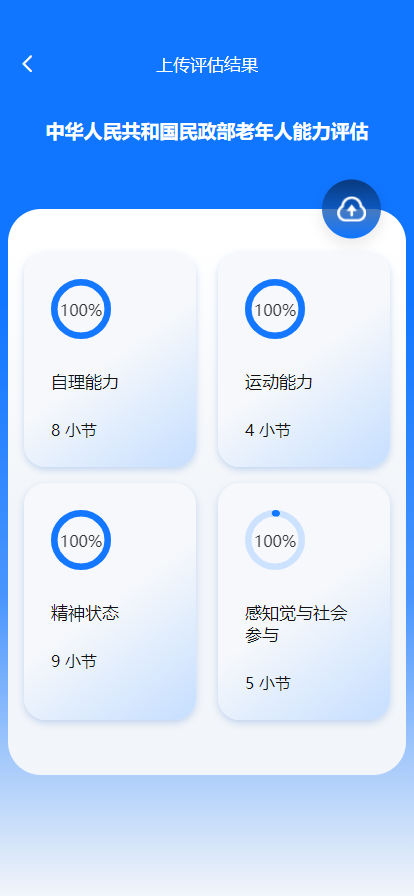 上传评估结果
中华人民共和国民政部老年人能力评估
100%
自理能力
8 小节
100%
运动能力
4 小节
100%
精神状态
9 小节
100%
感知觉与社会
参与
5 小节